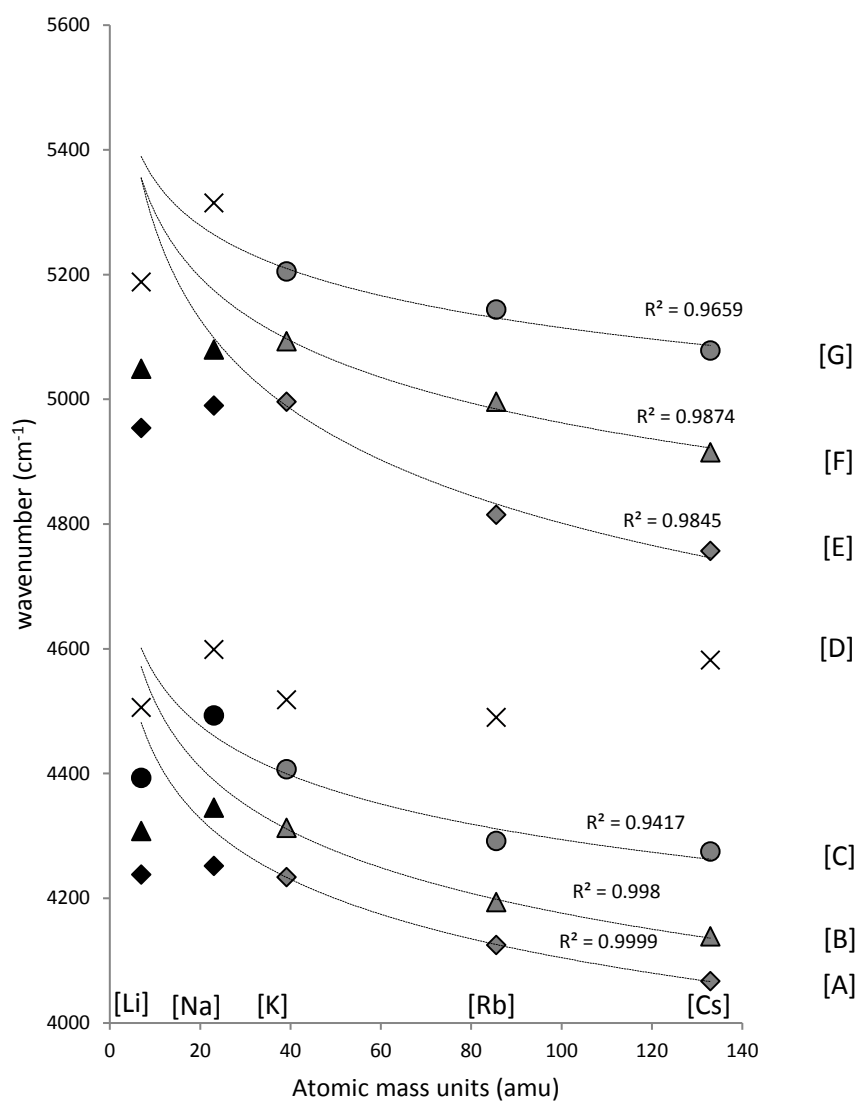 5600
5400
5200
R² = 0.9659
[G]
5000
R² = 0.9874
[F]
R² = 0.9845
4800
[E]
wavenumber (cm⁻¹)
[D]
4600
4400
R² = 0.9417
[C]
4200
R² = 0.998
[B]
R² = 0.9999
[A]
[Li] [Na] [K] [Rb] [Cs]
4000
0 20 40 60 80 100 120 140
Atomic mass units (amu)